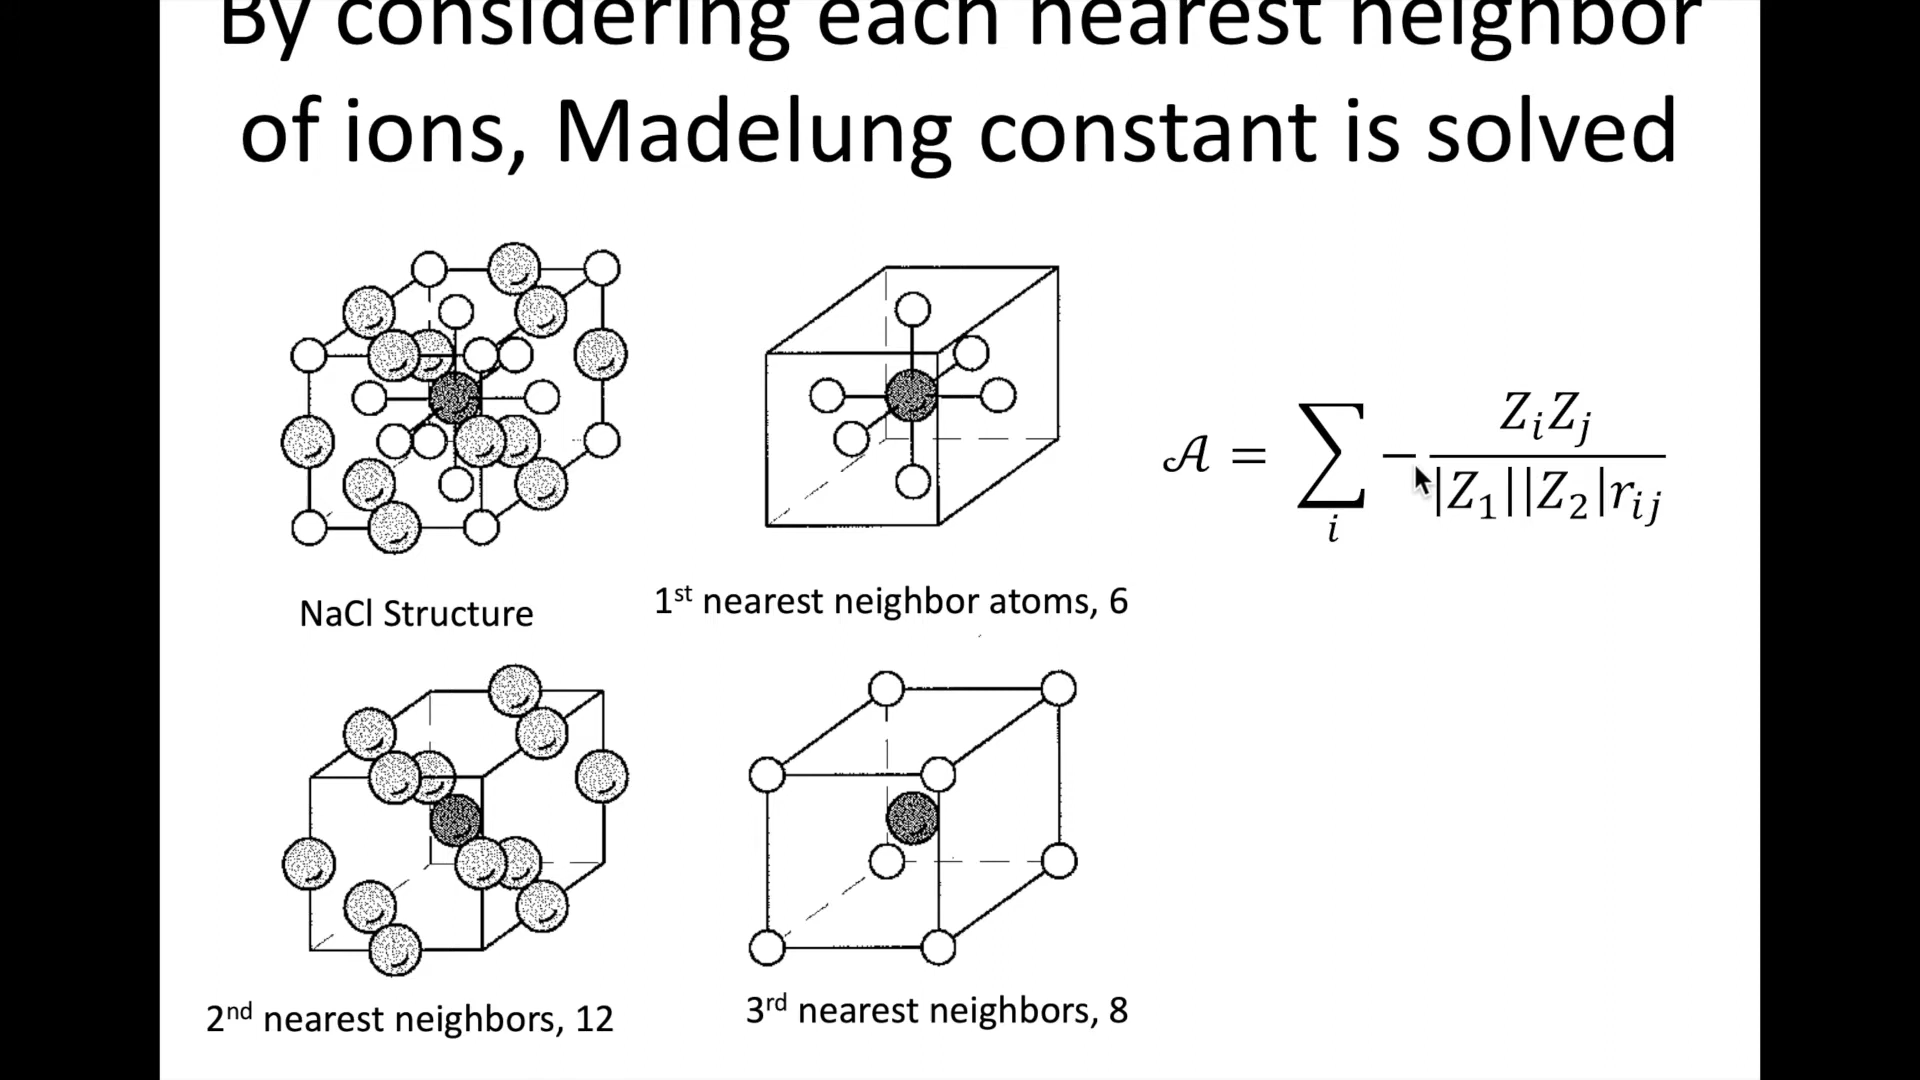 By considering each nearest neighbor
of ions, Madelung constant is solved
𝒜 = ∑ᵢ − ZᵢZⱼ / |Z₁||Z₂|rᵢⱼ
NaCl Structure
1st nearest neighbor atoms, 6
2nd nearest neighbors, 12
3rd nearest neighbors, 8